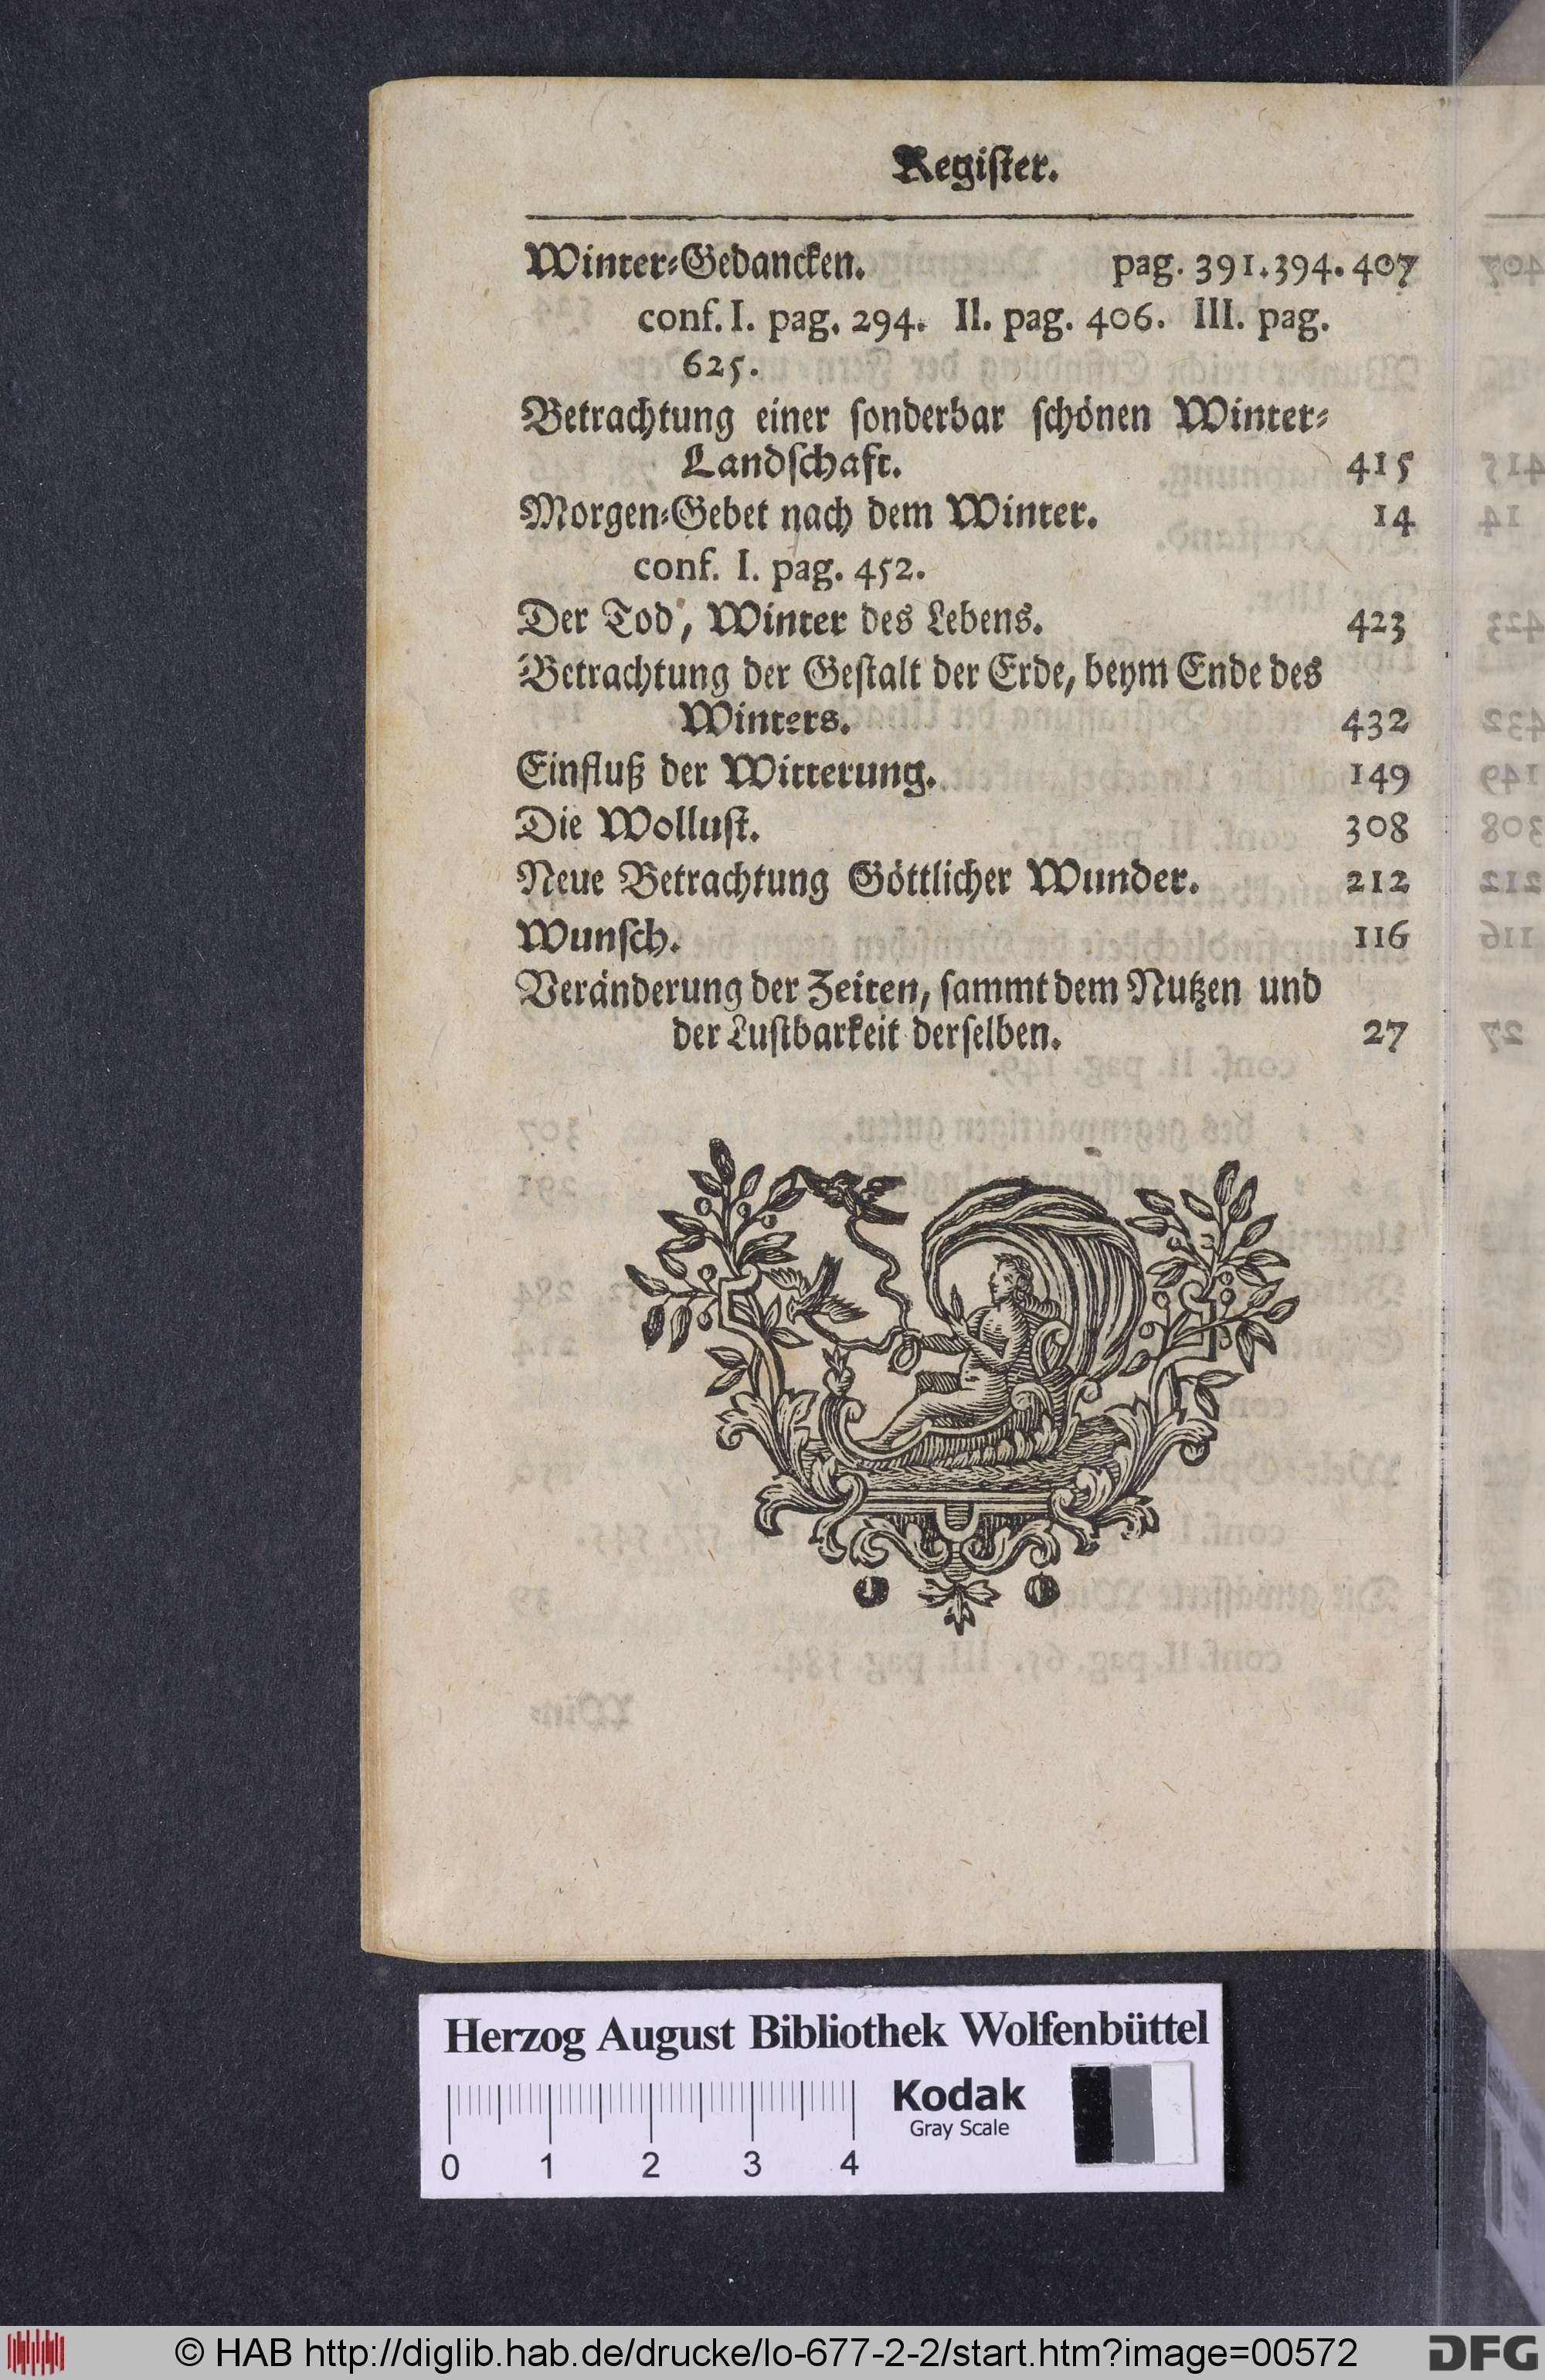 Register.
Winter-Gedancken. pag. 391. 394. 407
conf. I. pag. 294. II. pag. 406. III. pag.
625.
Betrachtung einer ſonderbar ſchönen Winter-
Landſchaft. 415
Morgen-Gebet nach dem Winter. 14
conf. I. pag. 452.
Der Tod, Winter des Lebens. 423
Betrachtung der Geſtalt der Erde, beym Ende des
Winters. 432
Einfluß der Witterung. 149
Die Wolluſt. 308
Neue Betrachtung Göttlicher Wunder. 212
Wunſch. 116
Veränderung der Zeiten, ſammt dem Nutzen und
der Luſtbarkeit derſelben. 27
Herzog August Bibliothek Wolfenbüttel
Kodak
Gray Scale
0 1 2 3 4
© HAB http://diglib.hab.de/drucke/lo-677-2-2/start.htm?image=00572
DFG